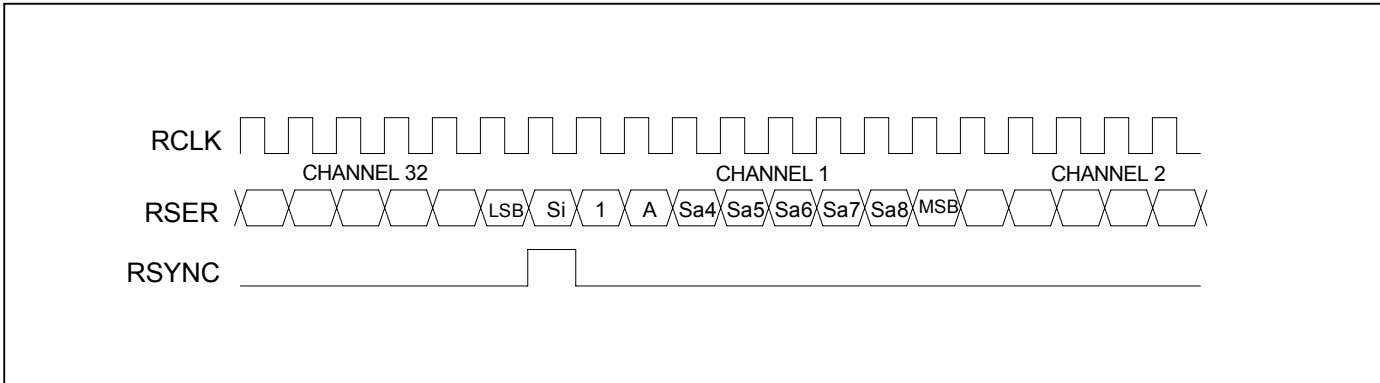 RCLK
CHANNEL 32 CHANNEL 1 CHANNEL 2
RSER LSB Si 1 A Sa4 Sa5 Sa6 Sa7 Sa8 MSB
RSYNC